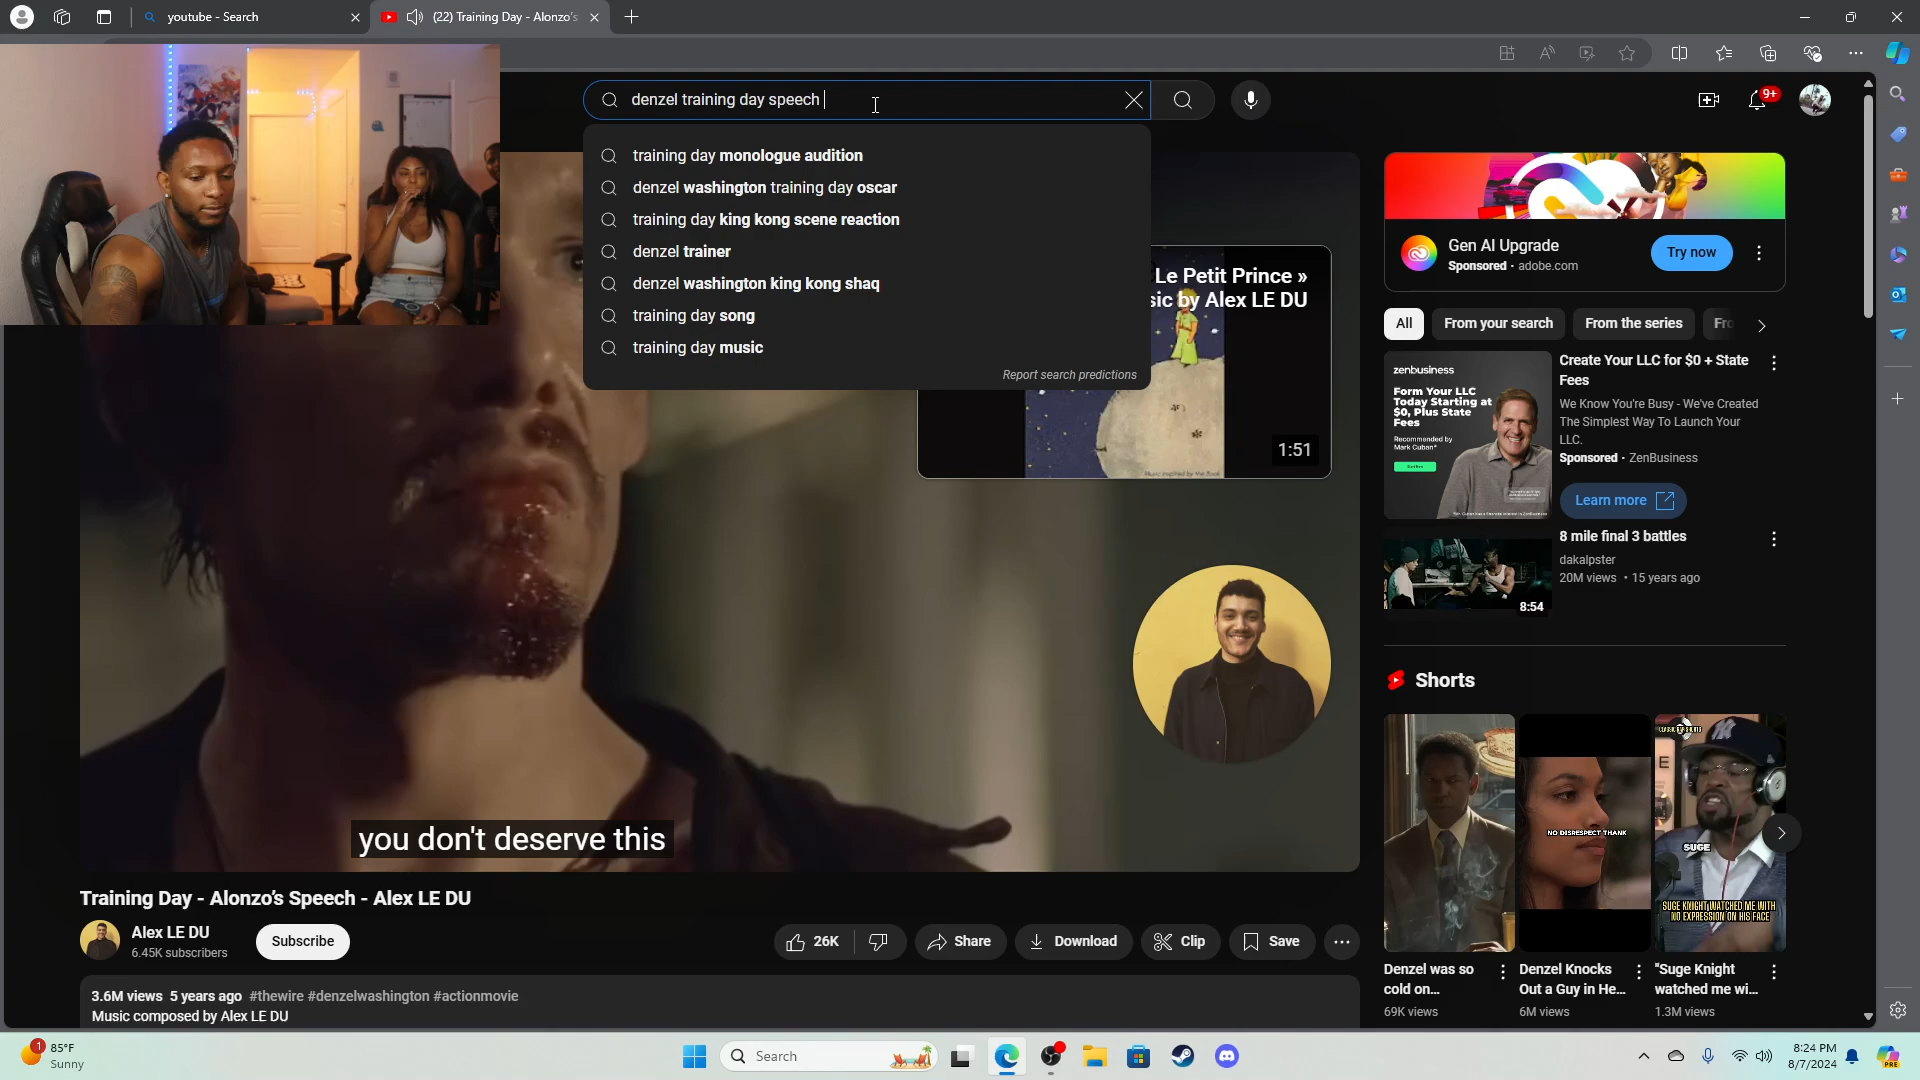 youtube - Search
(22) Training Day - Alonzo's
denzel training day speech
9+
training day monologue audition
denzel washington training day oscar
training day king kong scene reaction
denzel trainer
denzel washington king kong shaq
training day song
training day music
Report search predictions
Le Petit Prince »
sic by Alex LE DU
1:51
you don't deserve this
Gen AI Upgrade
Sponsored · adobe.com
Try now
All
From your search
From the series
Fro
zenbusiness
Form Your LLC
Today Starting at
$0, Plus State
Fees
Recommended by
Mark Cuban*
Create Your LLC for $0 + State
Fees
We Know You're Busy - We've Created
The Simplest Way To Launch Your
LLC.
Sponsored · ZenBusiness
Learn more
8 mile final 3 battles
dakalpster
20M views • 15 years ago
8:54
Shorts
NO DISRESPECT THANK
SUGE
SUGE KNIGHT WATCHED ME WITH
NO EXPRESSION ON HIS FACE
Denzel was so
cold on...
69K views
Denzel Knocks
Out a Guy in He...
6M views
"Suge Knight
watched me wi...
1.3M views
Training Day - Alonzo's Speech - Alex LE DU
Alex LE DU
6.45K subscribers
Subscribe
26K
Share
Download
Clip
Save
3.6M views 5 years ago #thewire #denzelwashington #actionmovie
Music composed by Alex LE DU
1
85°F
Sunny
Search
8:24 PM
8/7/2024
PRE